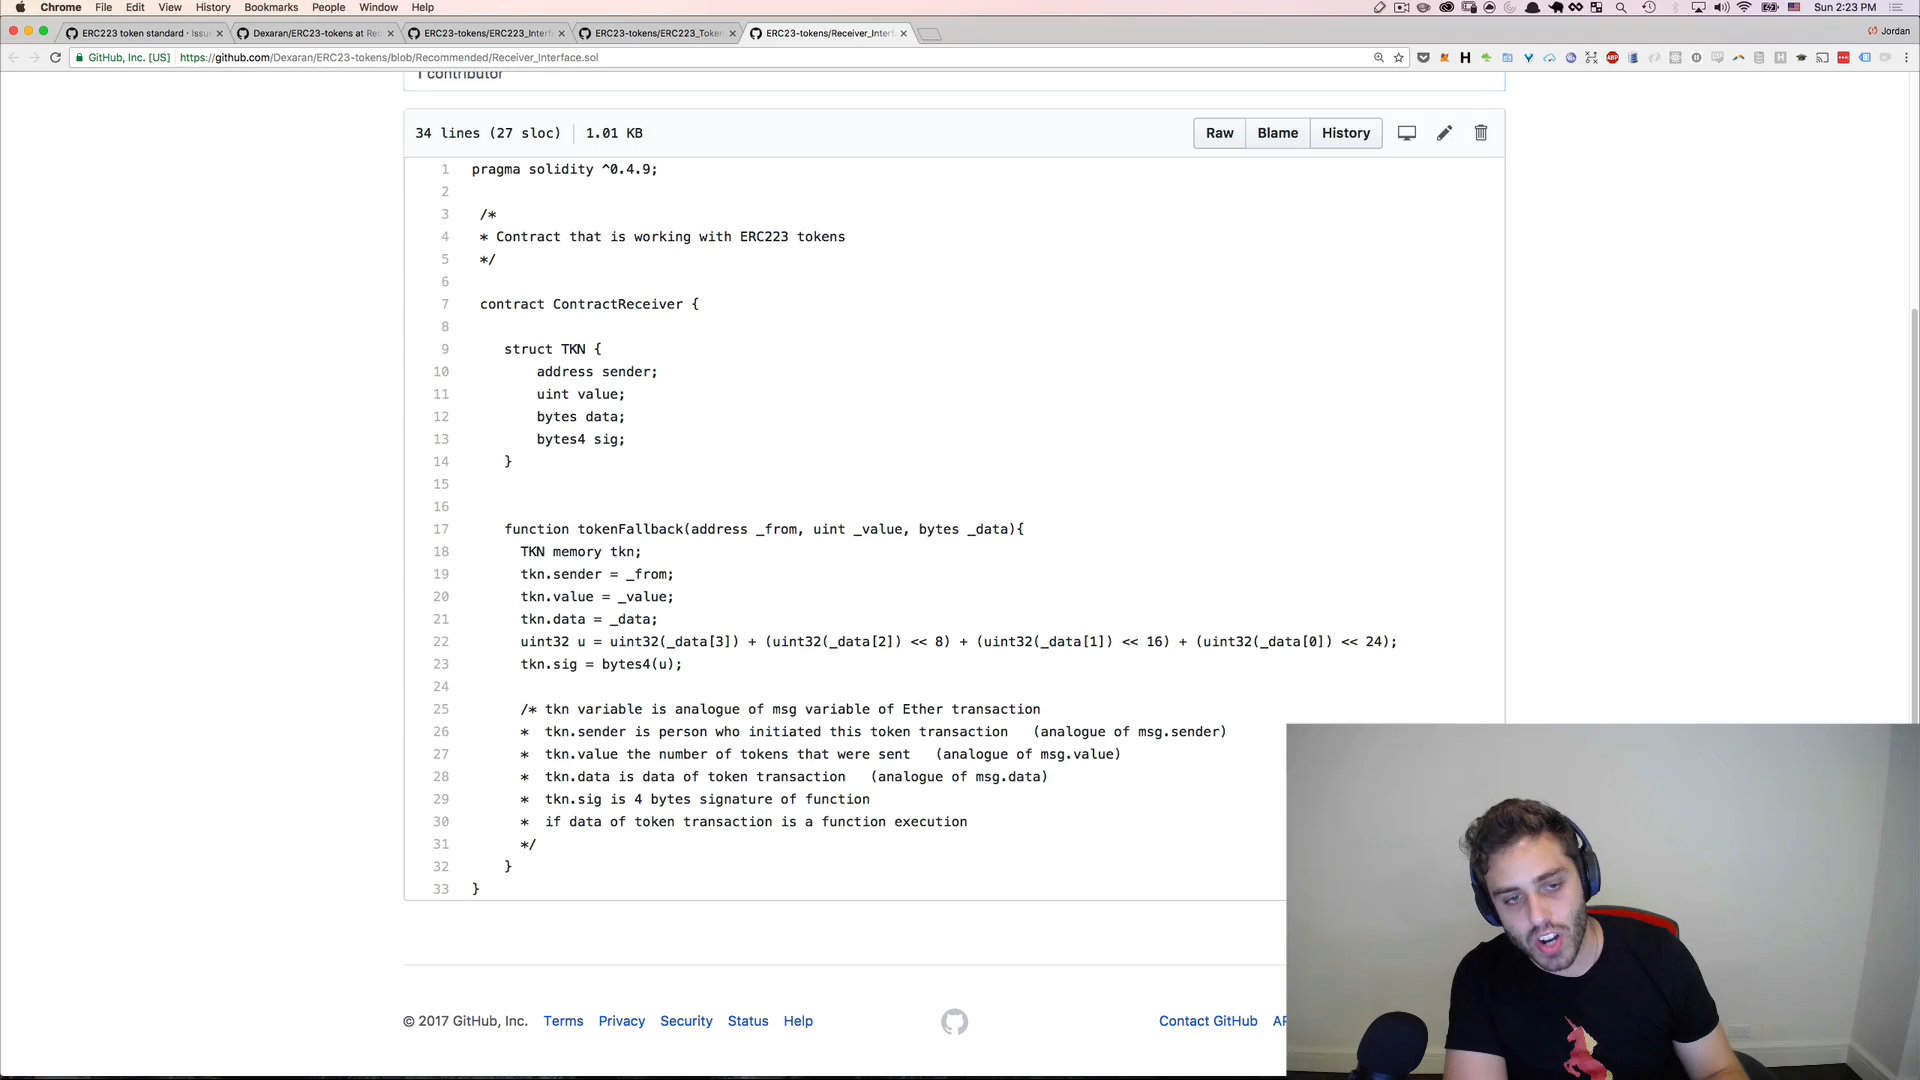 Chrome File Edit View History Bookmarks People Window Help Sun 2:23 PM
ERC223 token standard · Issu Dexaran/ERC23-tokens at Re ERC23-tokens/ERC223_Interf ERC23-tokens/ERC223_Token ERC23-tokens/Receiver_Interf Jordan
GitHub, Inc. [US] https://github.com/Dexaran/ERC23-tokens/blob/Recommended/Receiver_Interface.sol
1 contributor
34 lines (27 sloc) 1.01 KB Raw Blame History
1 pragma solidity ^0.4.9;
2
3 /*
4 * Contract that is working with ERC223 tokens
5 */
6
7 contract ContractReceiver {
8
9 struct TKN {
10 address sender;
11 uint value;
12 bytes data;
13 bytes4 sig;
14 }
15
16
17 function tokenFallback(address _from, uint _value, bytes _data){
18 TKN memory tkn;
19 tkn.sender = _from;
20 tkn.value = _value;
21 tkn.data = _data;
22 uint32 u = uint32(_data[3]) + (uint32(_data[2]) << 8) + (uint32(_data[1]) << 16) + (uint32(_data[0]) << 24);
23 tkn.sig = bytes4(u);
24
25 /* tkn variable is analogue of msg variable of Ether transaction
26 * tkn.sender is person who initiated this token transaction (analogue of msg.sender)
27 * tkn.value the number of tokens that were sent (analogue of msg.value)
28 * tkn.data is data of token transaction (analogue of msg.data)
29 * tkn.sig is 4 bytes signature of function
30 * if data of token transaction is a function execution
31 */
32 }
33 }
© 2017 GitHub, Inc. Terms Privacy Security Status Help Contact GitHub AP